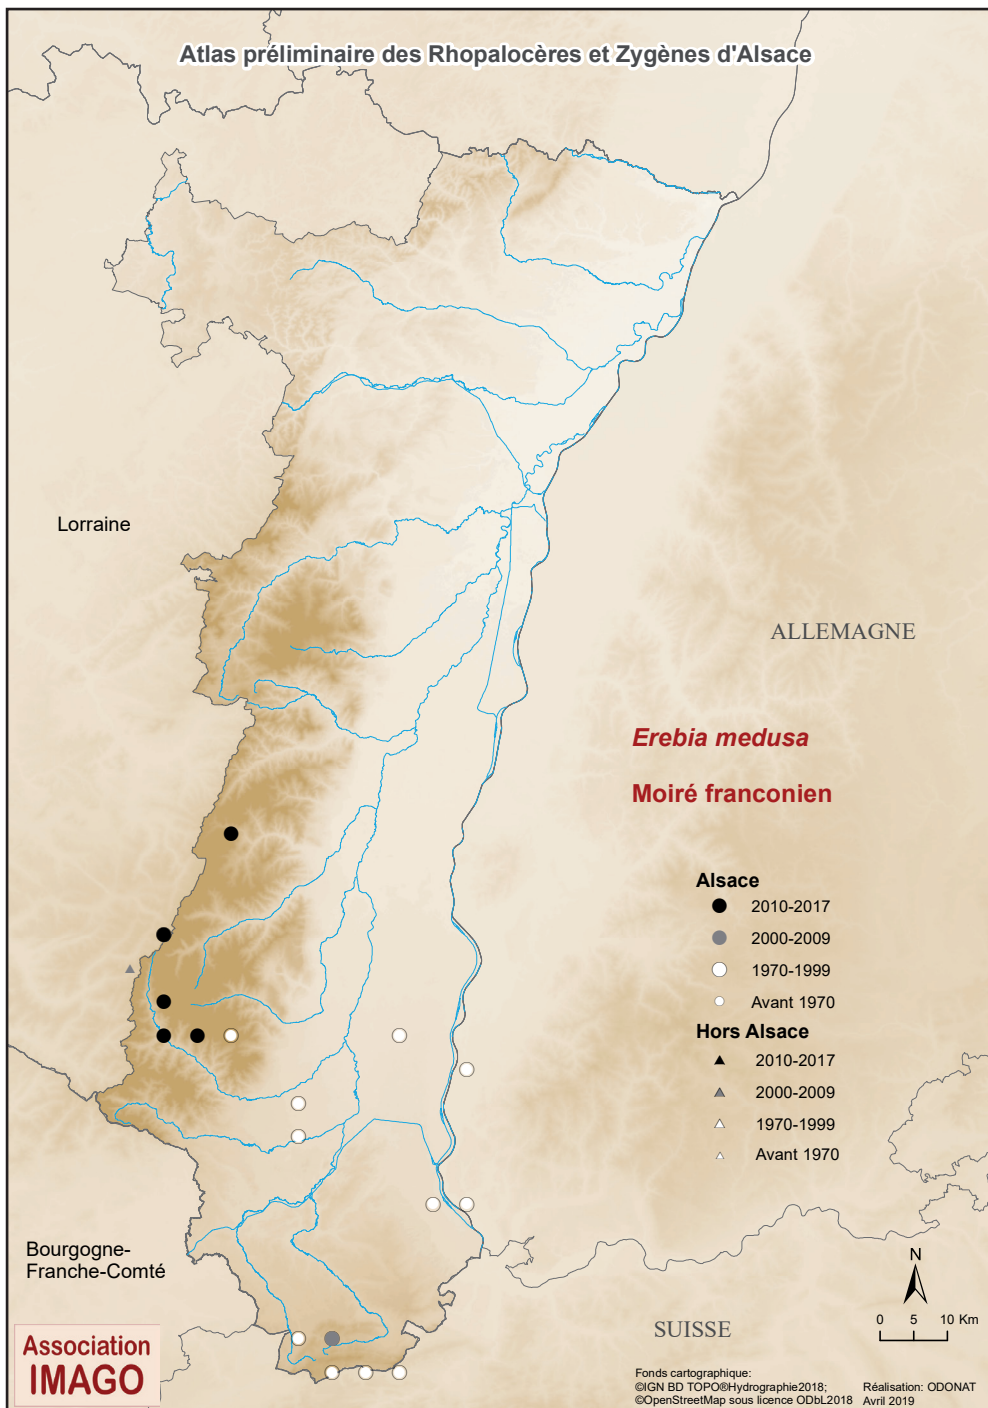 Atlas préliminaire des Rhopalocères et Zygènes d'Alsace
Lorraine
ALLEMAGNE
Erebia medusa
Moiré franconien
Alsace
2010-2017
2000-2009
1970-1999
Avant 1970
Hors Alsace
2010-2017
2000-2009
1970-1999
Avant 1970
Bourgogne-
Franche-Comté
N
0 5 10 Km
SUISSE
Association
IMAGO
Fonds cartographique:
©IGN BD TOPO®Hydrographie2018;
©OpenStreetMap sous licence ODbL2018
Réalisation: ODONAT
Avril 2019